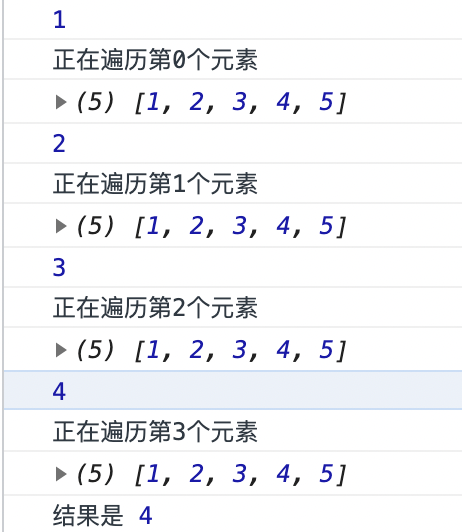 1
正在遍历第0个元素
▶(5) [1, 2, 3, 4, 5]
2
正在遍历第1个元素
▶(5) [1, 2, 3, 4, 5]
3
正在遍历第2个元素
▶(5) [1, 2, 3, 4, 5]
4
正在遍历第3个元素
▶(5) [1, 2, 3, 4, 5]
结果是 4